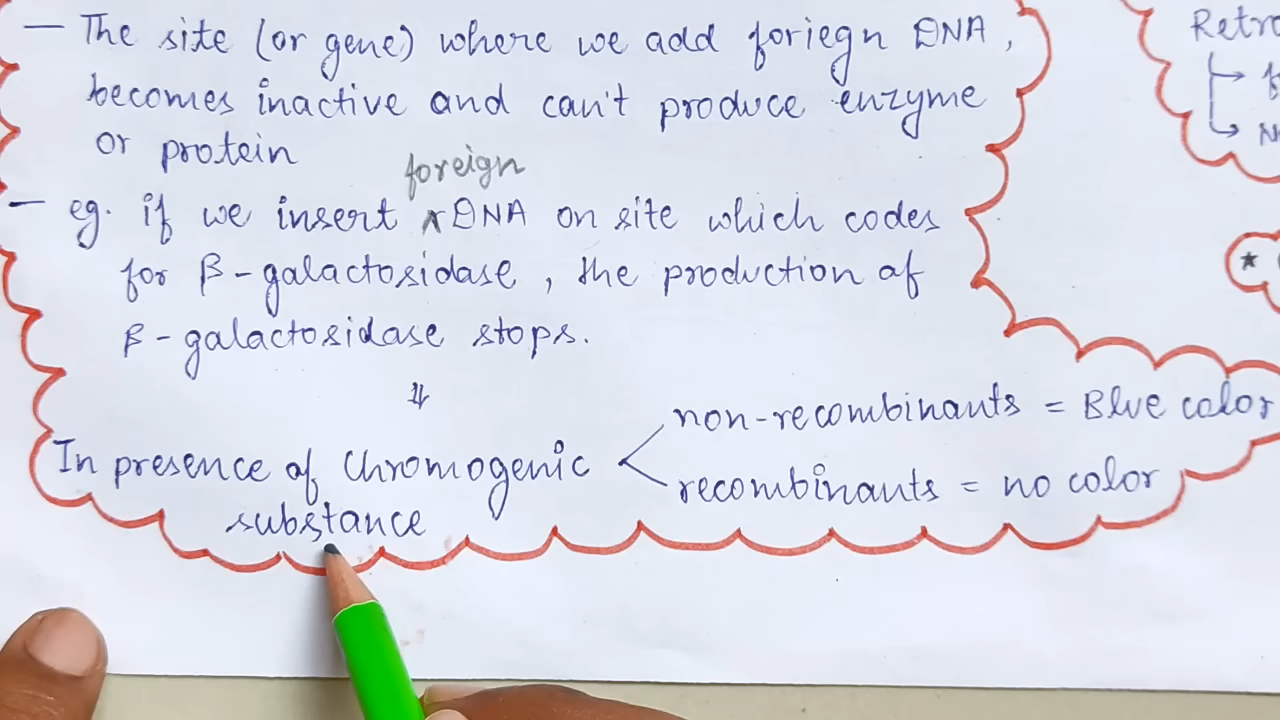 — The site (or gene) where we add foriegn DNA,
becomes inactive and can't produce enzyme
or protein
foreign
– eg. if we insert ∧ DNA on site which codes
for β-galactosidase, the production of
β-galactosidase stops.
⇓
In presence of chromogenic
substance
non-recombinants = Blue color
recombinants = no color
Retro
→
→ N
★